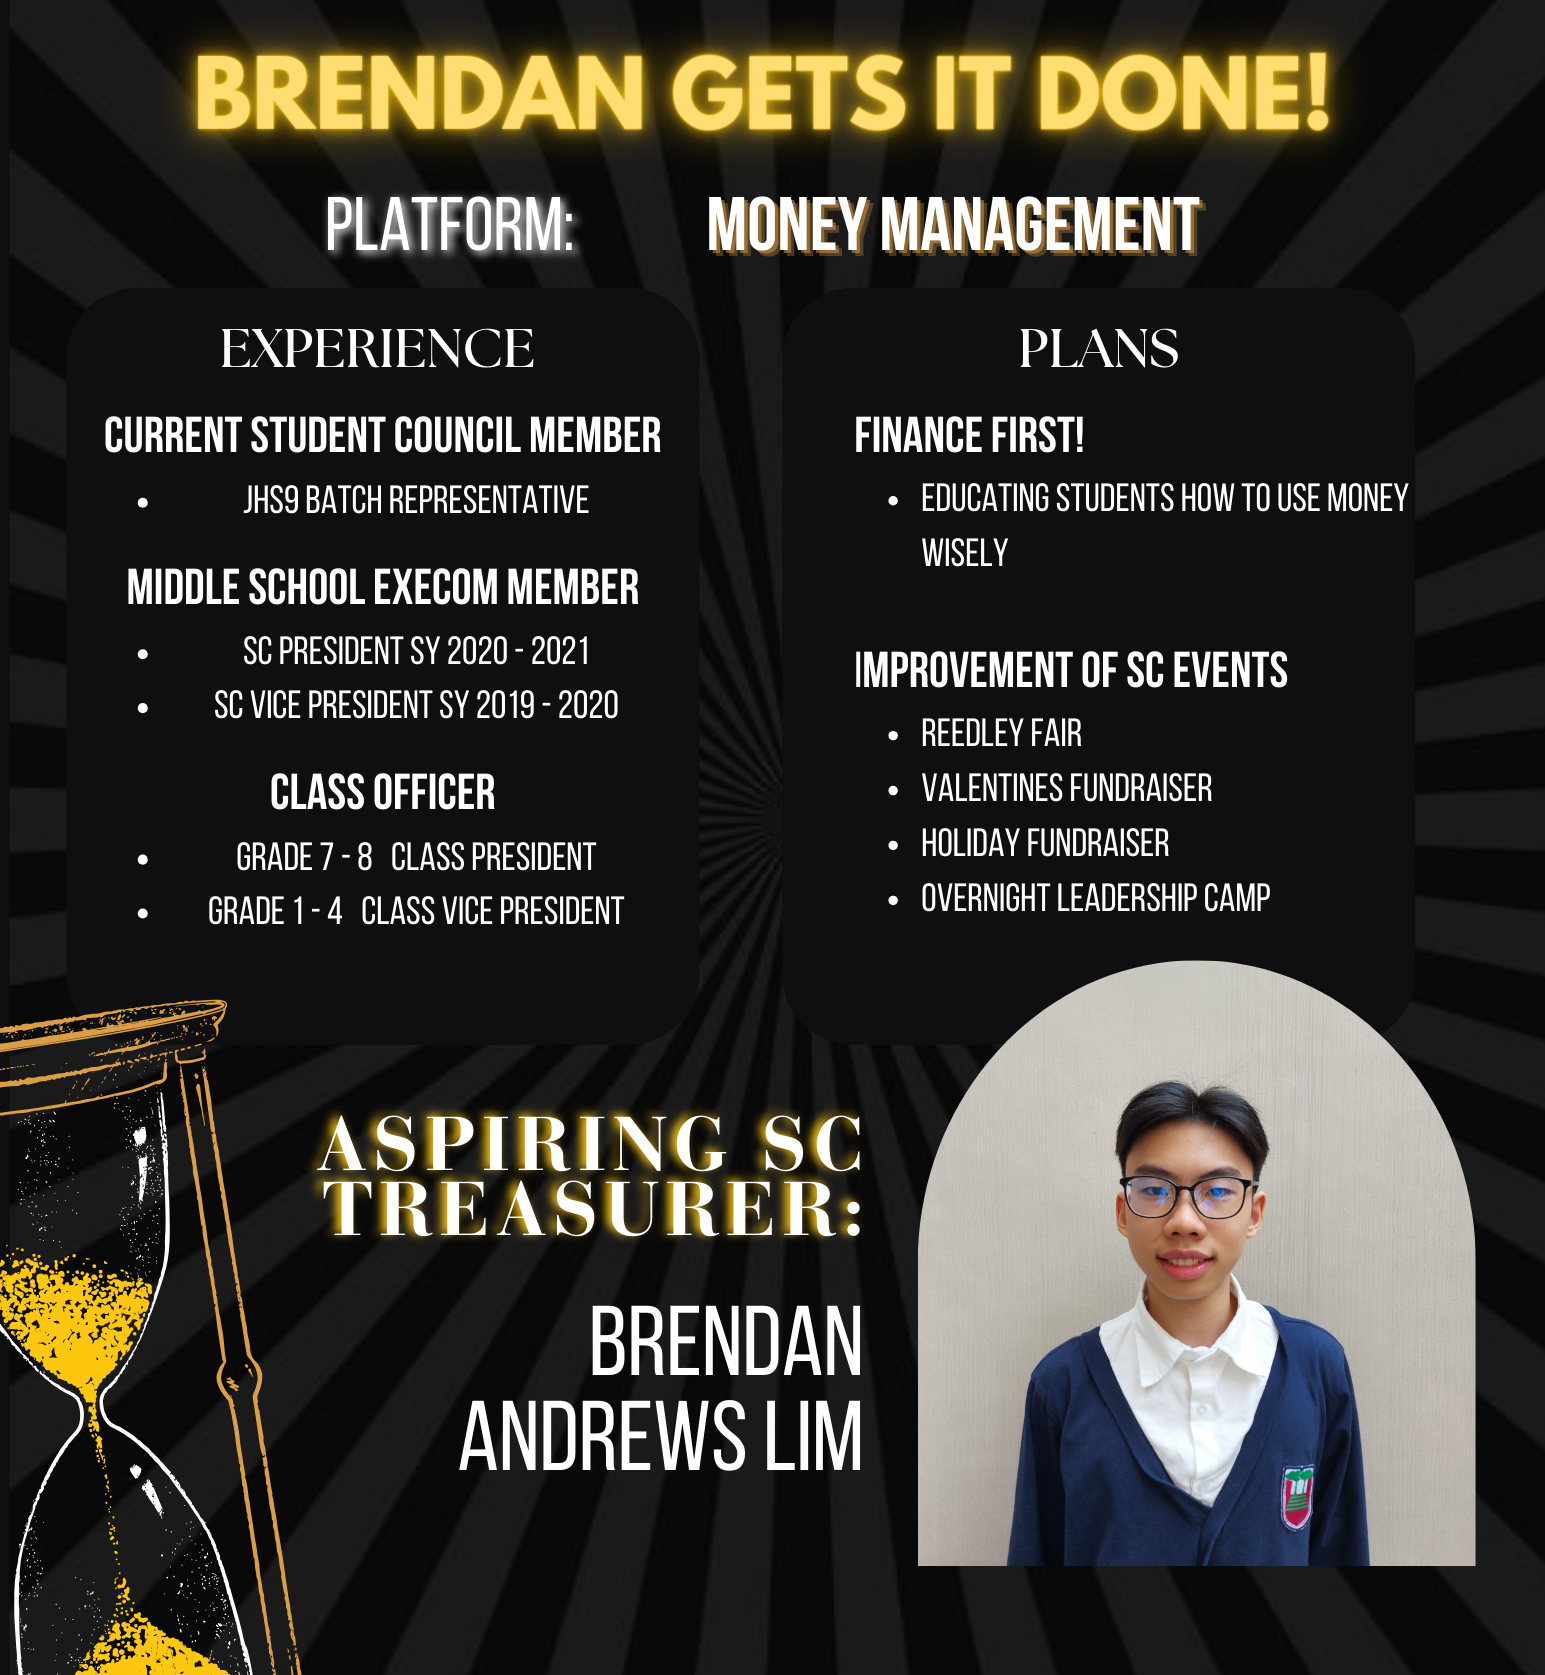 BRENDAN GETS IT DONE!
PLATFORM: MONEY MANAGEMENT
EXPERIENCE
CURRENT STUDENT COUNCIL MEMBER
• JHS9 BATCH REPRESENTATIVE
MIDDLE SCHOOL EXECOM MEMBER
• SC PRESIDENT SY 2020 - 2021
• SC VICE PRESIDENT SY 2019 - 2020
CLASS OFFICER
• GRADE 7 - 8 CLASS PRESIDENT
• GRADE 1 - 4 CLASS VICE PRESIDENT
PLANS
FINANCE FIRST!
• EDUCATING STUDENTS HOW TO USE MONEY
WISELY
IMPROVEMENT OF SC EVENTS
• REEDLEY FAIR
• VALENTINES FUNDRAISER
• HOLIDAY FUNDRAISER
• OVERNIGHT LEADERSHIP CAMP
ASPIRING SC
TREASURER:
BRENDAN
ANDREWS LIM